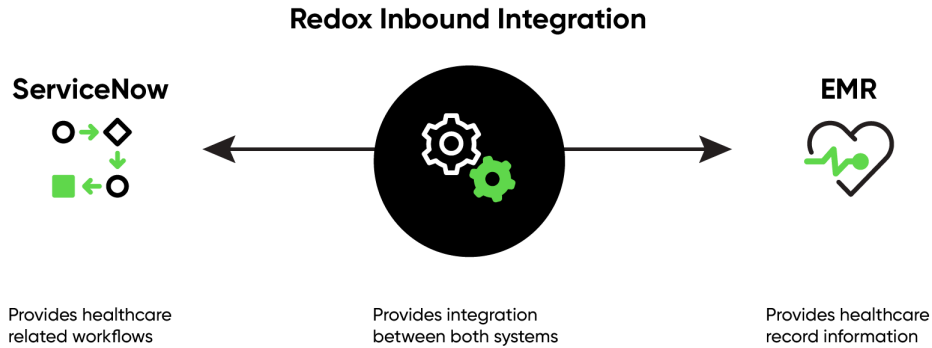 Redox Inbound Integration
ServiceNow
EMR
Provides healthcare
related workflows
Provides integration
between both systems
Provides healthcare
record information